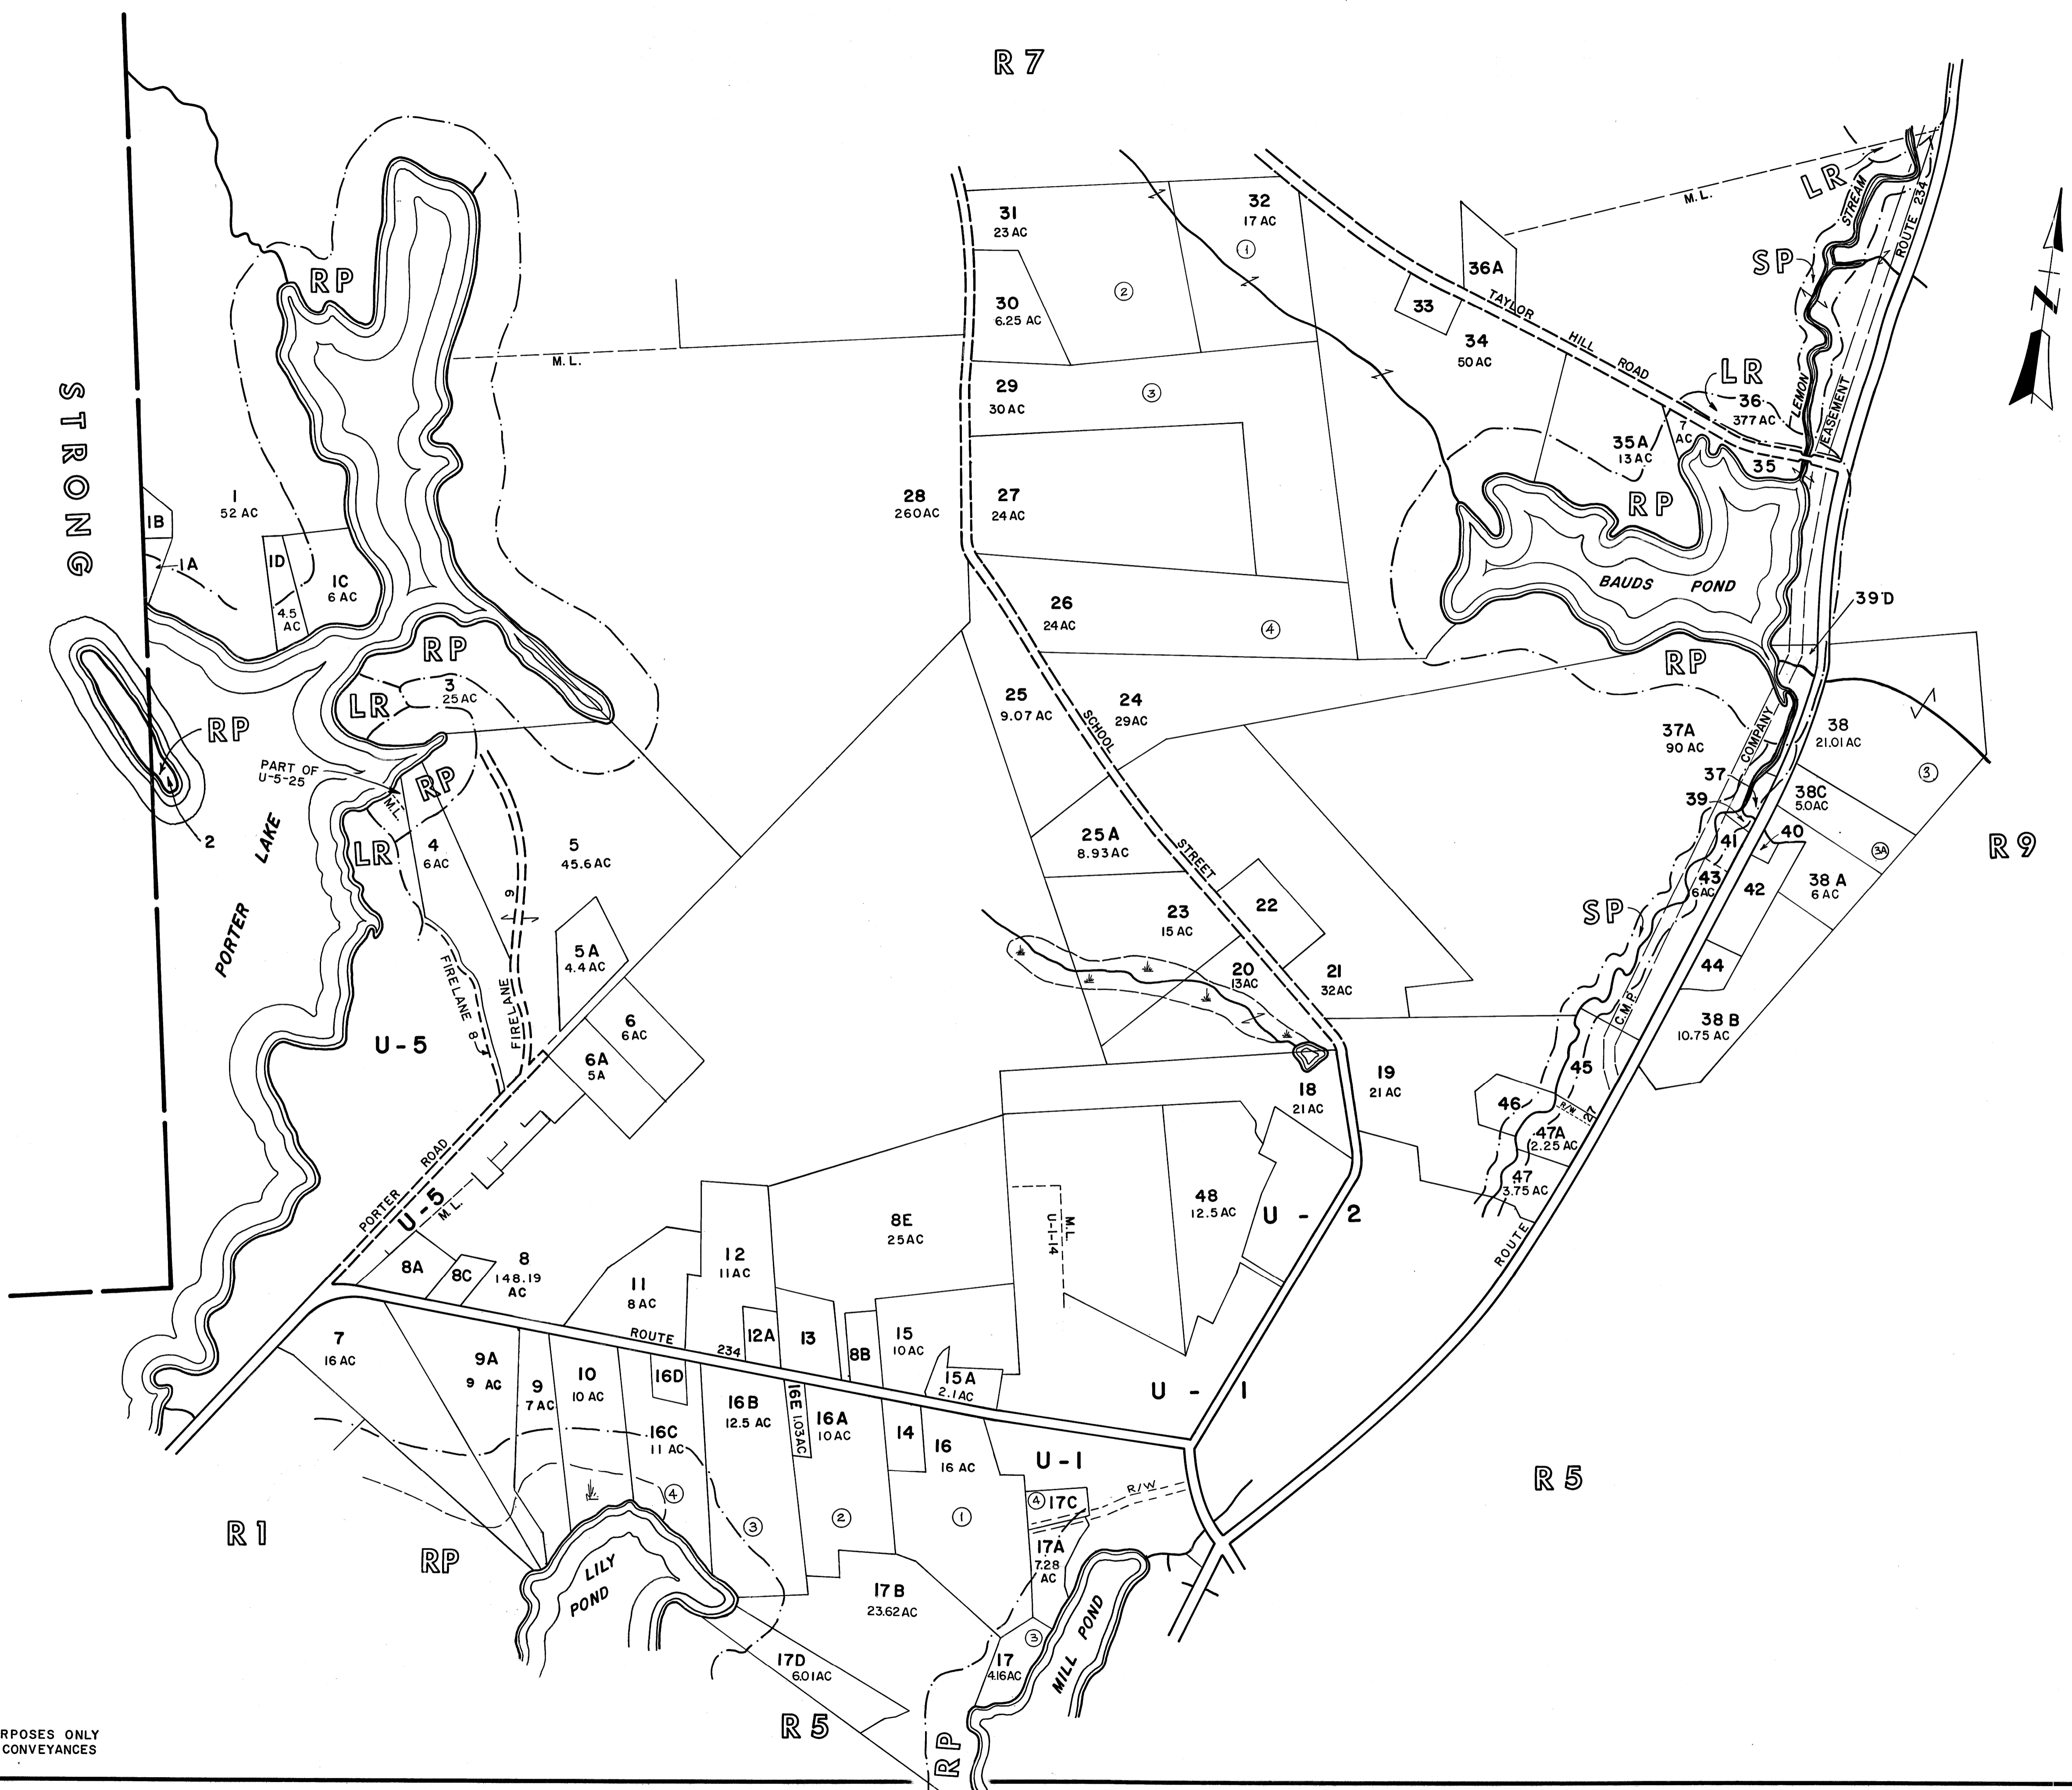 R 7
STRONG
RP
31
23 AC
30
6.25 AC
32
17 AC
1
2
36A
33
TAYLOR HILL ROAD
34
50 AC
M.L.
LR
STREAM
ROUTE 234
SP
N
M.L.
29
30 AC
3
LR
36
377 AC
LEMON
EASEMENT
7
AC
35A
13 AC
35
RP
1
52 AC
1B
1A
1D
4.5
AC
1C
6 AC
28
260 AC
27
24 AC
BAUDS POND
39 D
26
24 AC
4
RP
3
25 AC
LR
RP
RP
PART OF
U-5-25
M.L.
RP
2
PORTER LAKE
LR
4
6 AC
5
45.6 AC
25
9.07 AC
24
29 AC
SCHOOL STREET
37A
90 AC
COMPANY
38
21.01 AC
3
37
38C
5.0 AC
39
40
41
3A
R 9
25 A
8.93 AC
43
6 AC
42
38 A
6 AC
22
23
15 AC
SP
5 A
4.4 AC
FIRELANE 8
FIRELANE 9
20
13 AC
21
32 AC
44
C.M.P.
38 B
10.75 AC
6
6 AC
U-5
6A
5A
18
21 AC
19
21 AC
45
46
R/W
27
47A
2.25 AC
47
3.75 AC
PORTER ROAD
U-5
M.L.
8E
25 AC
M.L.
U-1-14
48
12.5 AC
U - 2
ROUTE
8A
8C
8
148.19
AC
11
8 AC
12
11 AC
7
16 AC
ROUTE 234
12A
13
8B
15
10 AC
9A
9 AC
9
7 AC
10
10 AC
16D
15A
2.1 AC
U - 1
16B
12.5 AC
16E 1.03 AC
16A
10 AC
14
16C
11 AC
16
16 AC
U-1
R/W
R 5
4
3
2
1
4
17C
R 1
RP
LILY
POND
17A
7.28
AC
17B
23.62 AC
3
MILL POND
17
4.16 AC
17D
6.01 AC
R 5
RP
RPOSES ONLY
CONVEYANCES